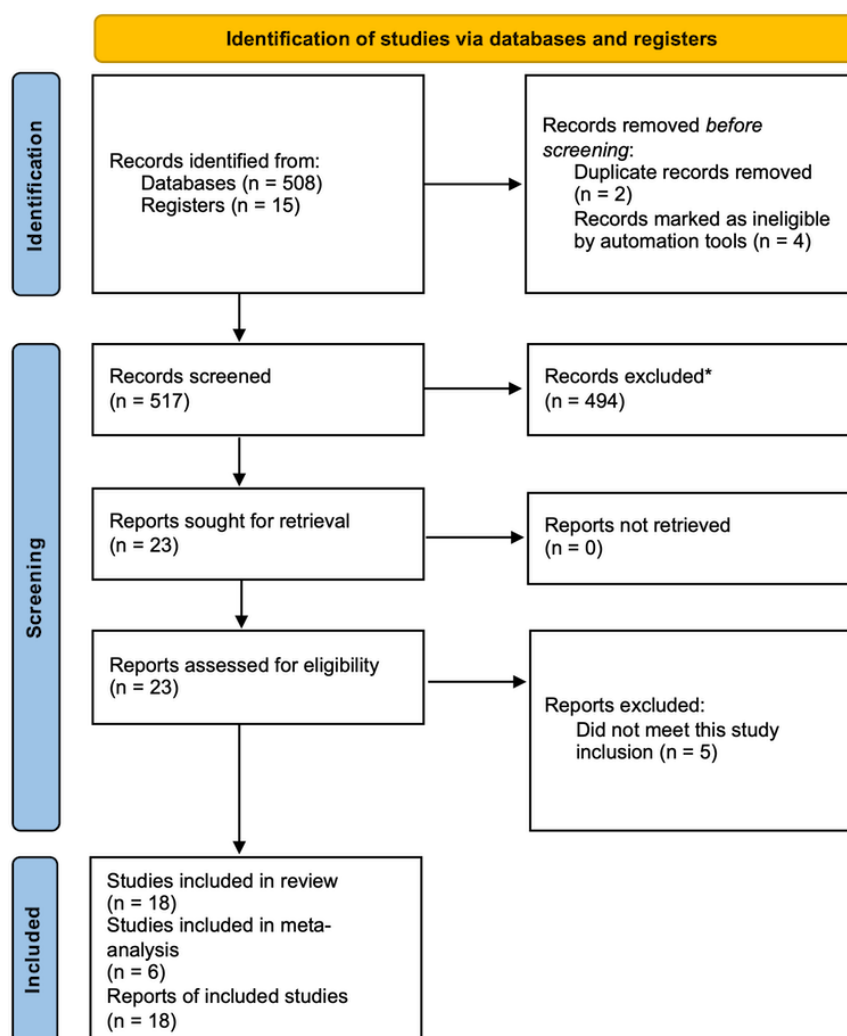 Identification of studies via databases and registers
Identification
Records identified from:
Databases (n = 508)
Registers (n = 15)
Records removed before
screening:
Duplicate records removed
(n = 2)
Records marked as ineligible
by automation tools (n = 4)
Screening
Records screened
(n = 517)
Records excluded*
(n = 494)
Reports sought for retrieval
(n = 23)
Reports not retrieved
(n = 0)
Reports assessed for eligibility
(n = 23)
Reports excluded:
Did not meet this study
inclusion (n = 5)
Included
Studies included in review
(n = 18)
Studies included in meta-
analysis
(n = 6)
Reports of included studies
(n = 18)